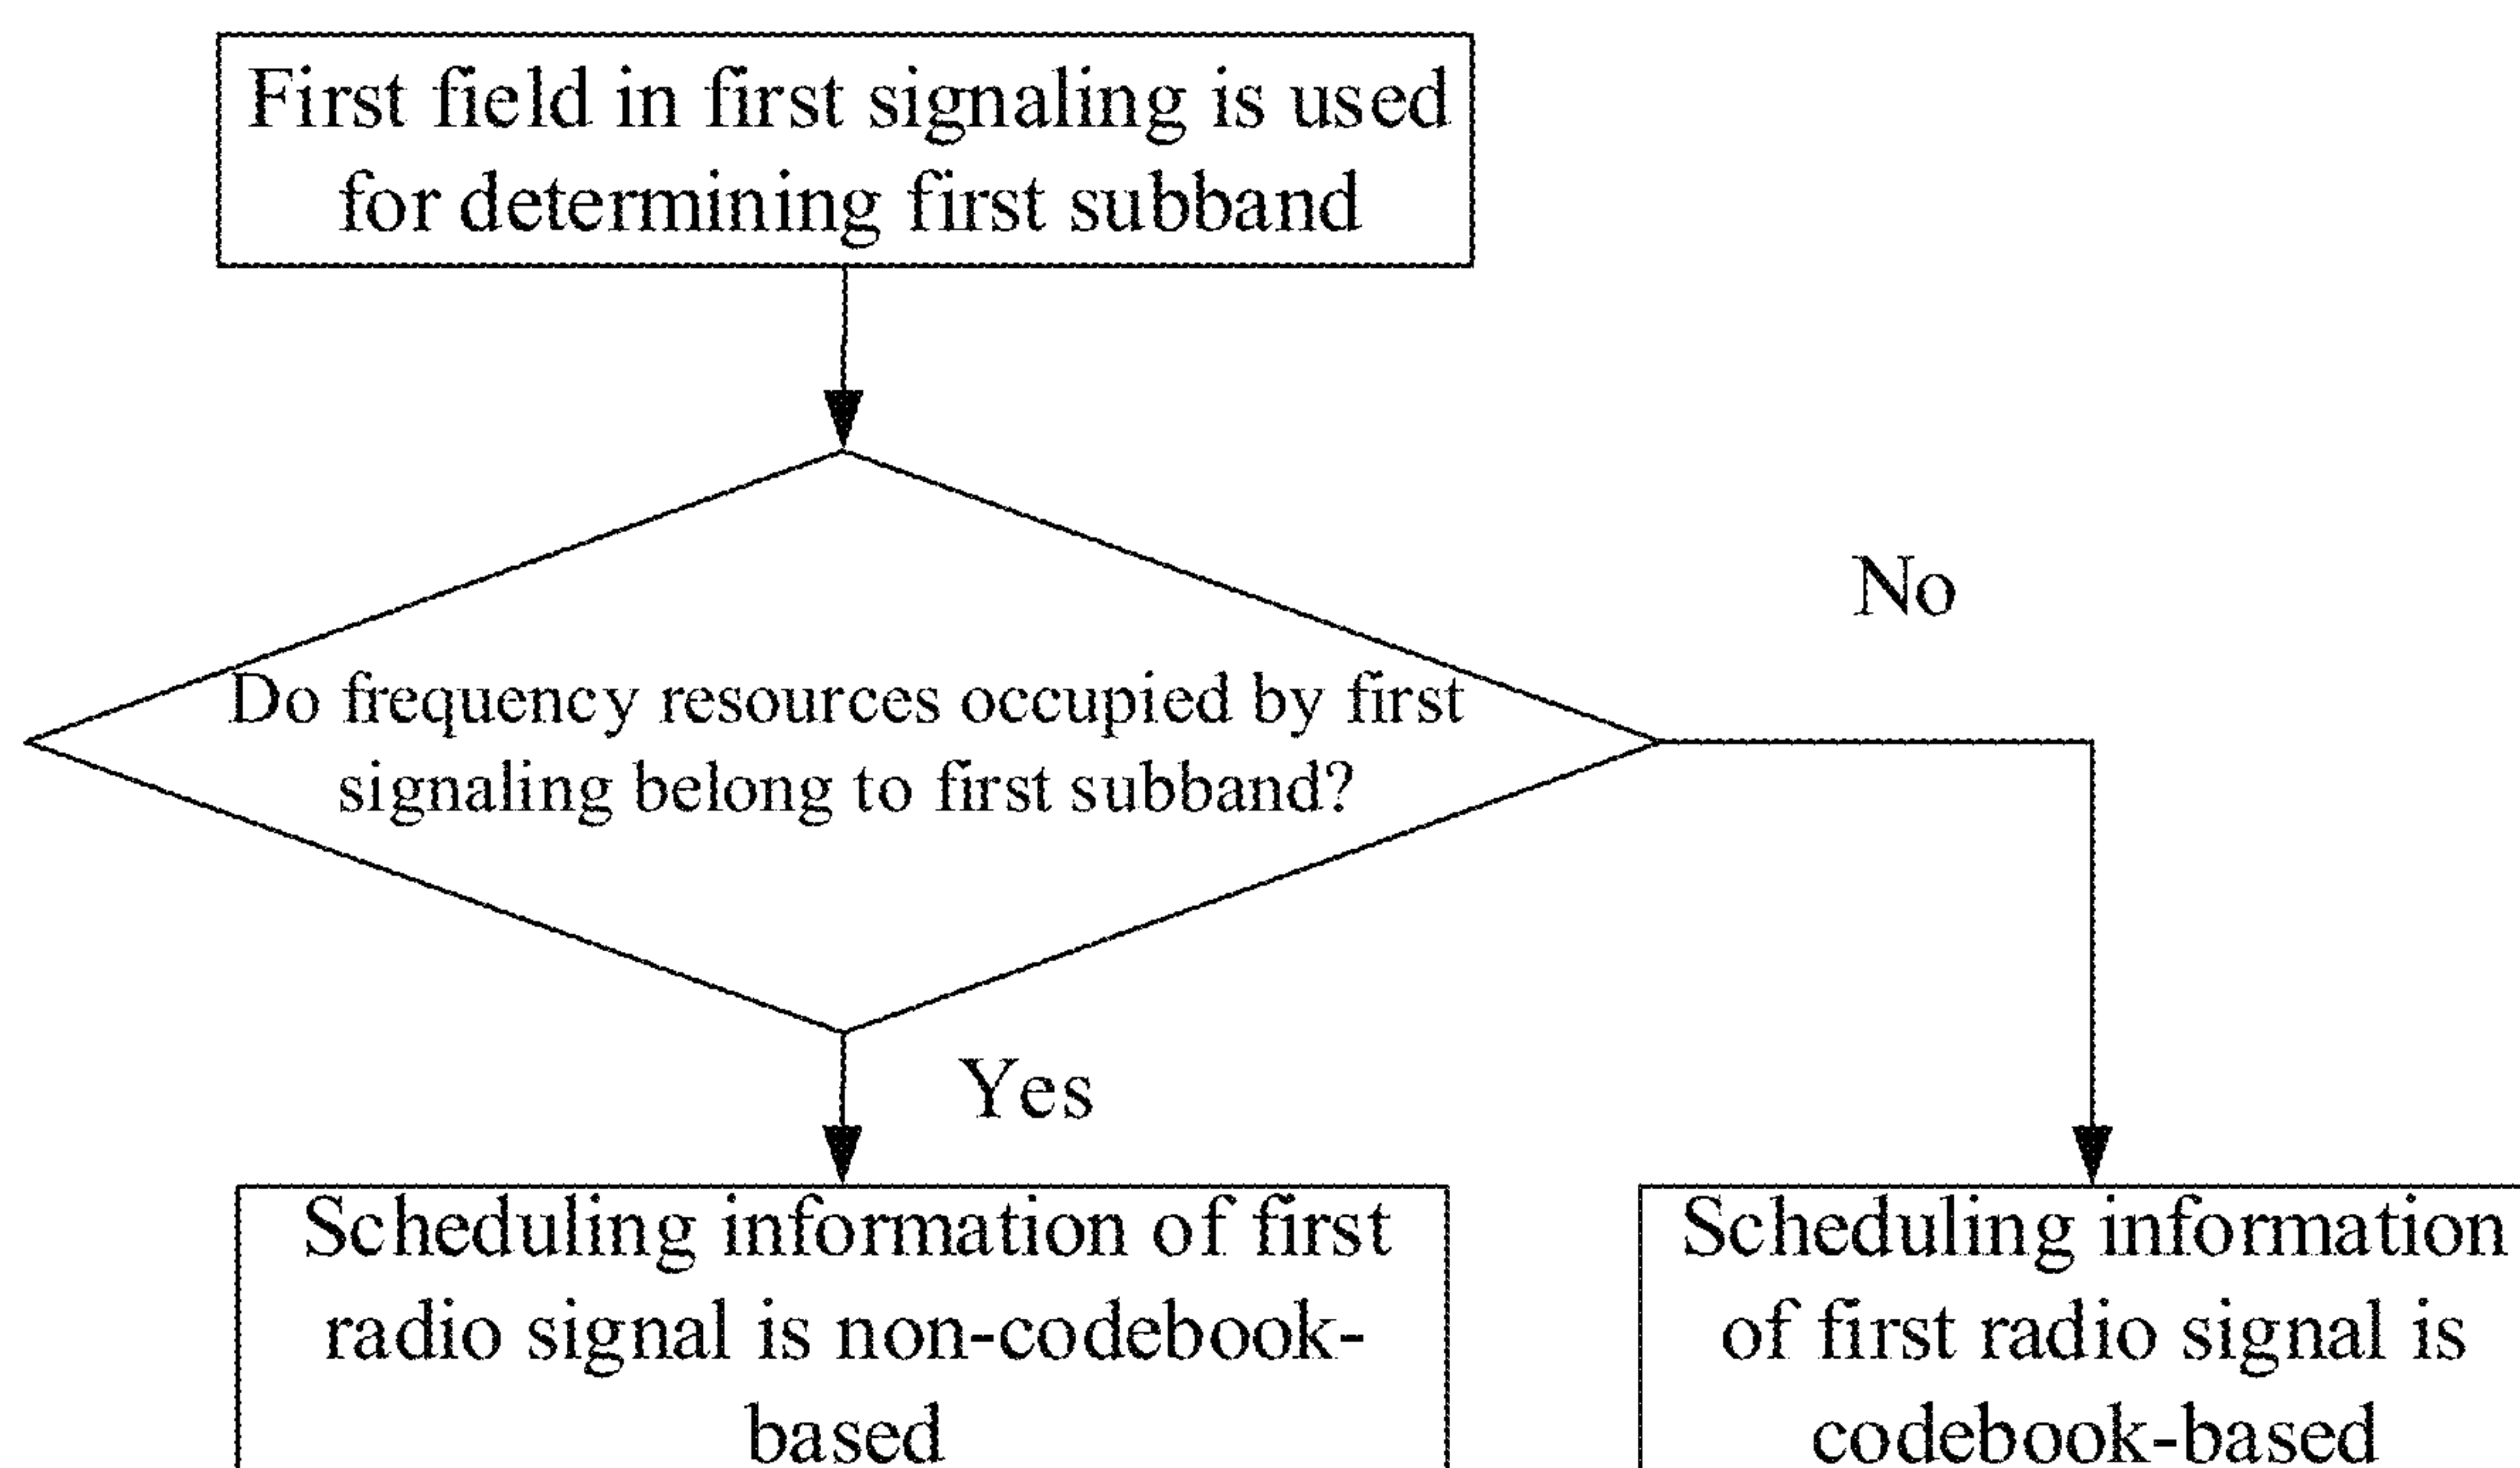 First field in first signaling is used
for determining first subband
No
Do frequency resources occupied by first
signaling belong to first subband?
Yes
Scheduling information of first
radio signal is non-codebook-
based
Scheduling information
of first radio signal is
codebook-based